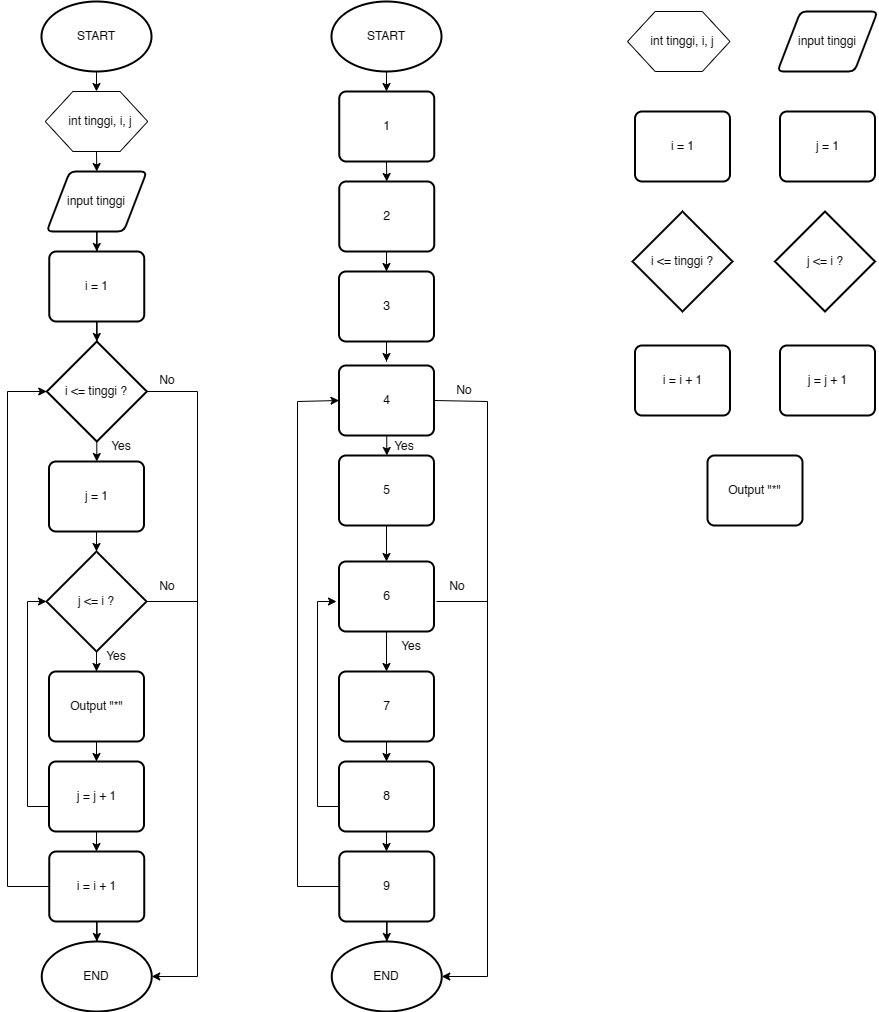 START
int tinggi, i, j
input tinggi
i = 1
i <= tinggi ?
No
Yes
j = 1
j <= i ?
No
Yes
Output "*"
j = j + 1
i = i + 1
END
START
1
2
3
4
No
Yes
5
6
No
Yes
7
8
9
END
int tinggi, i, j
input tinggi
i = 1
j = 1
i <= tinggi ?
j <= i ?
i = i + 1
j = j + 1
Output "*"